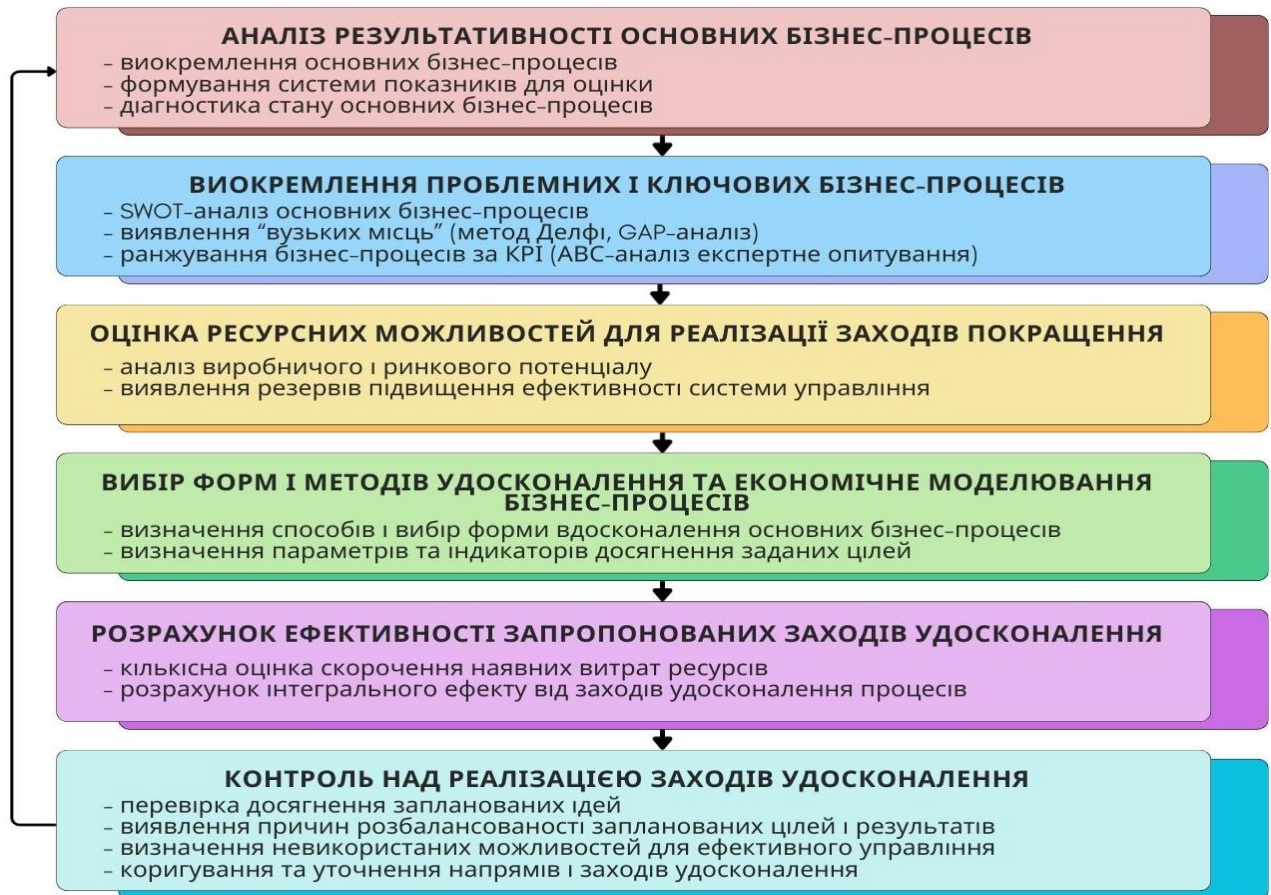 АНАЛІЗ РЕЗУЛЬТАТИВНОСТІ ОСНОВНИХ БІЗНЕС-ПРОЦЕСІВ
- виокремлення основних бізнес-процесів
- формування системи показників для оцінки
- діагностика стану основних бізнес-процесів
ВИОКРЕМЛЕННЯ ПРОБЛЕМНИХ І КЛЮЧОВИХ БІЗНЕС-ПРОЦЕСІВ
- SWOT-аналіз основних бізнес-процесів
- виявлення “вузьких місць” (метод Делфі, GAP-аналіз)
- ранжування бізнес-процесів за KPI (ABC-аналіз експертне опитування)
ОЦІНКА РЕСУРСНИХ МОЖЛИВОСТЕЙ ДЛЯ РЕАЛІЗАЦІЇ ЗАХОДІВ ПОКРАЩЕННЯ
- аналіз виробничого і ринкового потенціалу
- виявлення резервів підвищення ефективності системи управління
ВИБІР ФОРМ І МЕТОДІВ УДОСКОНАЛЕННЯ ТА ЕКОНОМІЧНЕ МОДЕЛЮВАННЯ
БІЗНЕС-ПРОЦЕСІВ
- визначення способів і вибір форми вдосконалення основних бізнес-процесів
- визначення параметрів та індикаторів досягнення заданих цілей
РОЗРАХУНОК ЕФЕКТИВНОСТІ ЗАПРОПОНОВАНИХ ЗАХОДІВ УДОСКОНАЛЕННЯ
- кількісна оцінка скорочення наявних витрат ресурсів
- розрахунок інтегрального ефекту від заходів удосконалення процесів
КОНТРОЛЬ НАД РЕАЛІЗАЦІЄЮ ЗАХОДІВ УДОСКОНАЛЕННЯ
- перевірка досягнення запланованих ідей
- виявлення причин розбалансованості запланованих цілей і результатів
- визначення невикористаних можливостей для ефективного управління
- коригування та уточнення напрямів і заходів удосконалення